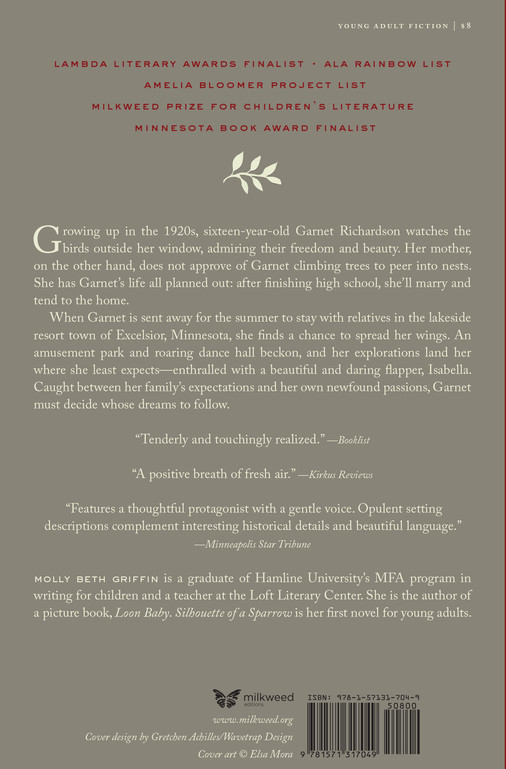 YOUNG ADULT FICTION | $8
LAMBDA LITERARY AWARDS FINALIST • ALA RAINBOW LIST
AMELIA BLOOMER PROJECT LIST
MILKWEED PRIZE FOR CHILDREN'S LITERATURE
MINNESOTA BOOK AWARD FINALIST
Growing up in the 1920s, sixteen-year-old Garnet Richardson watches the
birds outside her window, admiring their freedom and beauty. Her mother,
on the other hand, does not approve of Garnet climbing trees to peer into nests.
She has Garnet's life all planned out: after finishing high school, she'll marry and
tend to the home.
When Garnet is sent away for the summer to stay with relatives in the lakeside
resort town of Excelsior, Minnesota, she finds a chance to spread her wings. An
amusement park and roaring dance hall beckon, and her explorations land her
where she least expects—enthralled with a beautiful and daring flapper, Isabella.
Caught between her family's expectations and her own newfound passions, Garnet
must decide whose dreams to follow.
“Tenderly and touchingly realized.” —Booklist
“A positive breath of fresh air.” —Kirkus Reviews
“Features a thoughtful protagonist with a gentle voice. Opulent setting
descriptions complement interesting historical details and beautiful language.”
—Minneapolis Star Tribune
MOLLY BETH GRIFFIN is a graduate of Hamline University's MFA program in
writing for children and a teacher at the Loft Literary Center. She is the author of
a picture book, Loon Baby. Silhouette of a Sparrow is her first novel for young adults.
milkweed
editions
www.milkweed.org
Cover design by Gretchen Achilles/Wavetrap Design
Cover art © Elsa Mora
ISBN: 978-1-57131-704-9
50800
9 781571 317049